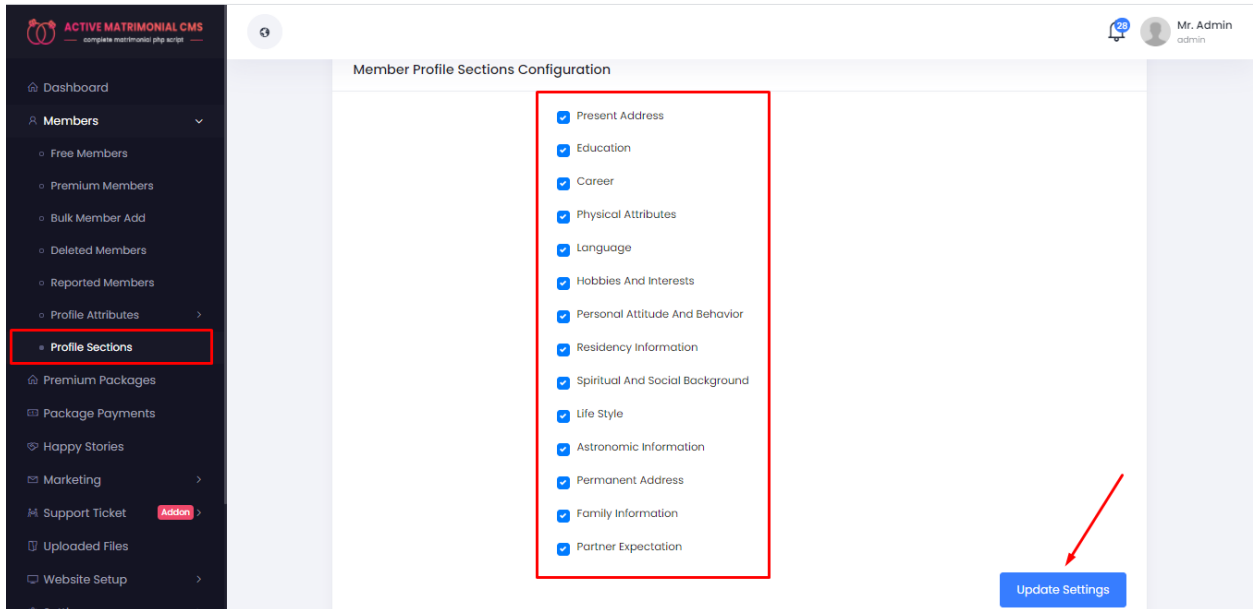 ACTIVE MATRIMONIAL CMS
complete matrimonial php script
28
Mr. Admin
admin
Dashboard
Members
Free Members
Premium Members
Bulk Member Add
Deleted Members
Reported Members
Profile Attributes
Profile Sections
Premium Packages
Package Payments
Happy Stories
Marketing
Support Ticket Addon
Uploaded Files
Website Setup
Member Profile Sections Configuration
Present Address
Education
Career
Physical Attributes
Language
Hobbies And Interests
Personal Attitude And Behavior
Residency Information
Spiritual And Social Background
Life Style
Astronomic Information
Permanent Address
Family Information
Partner Expectation
Update Settings